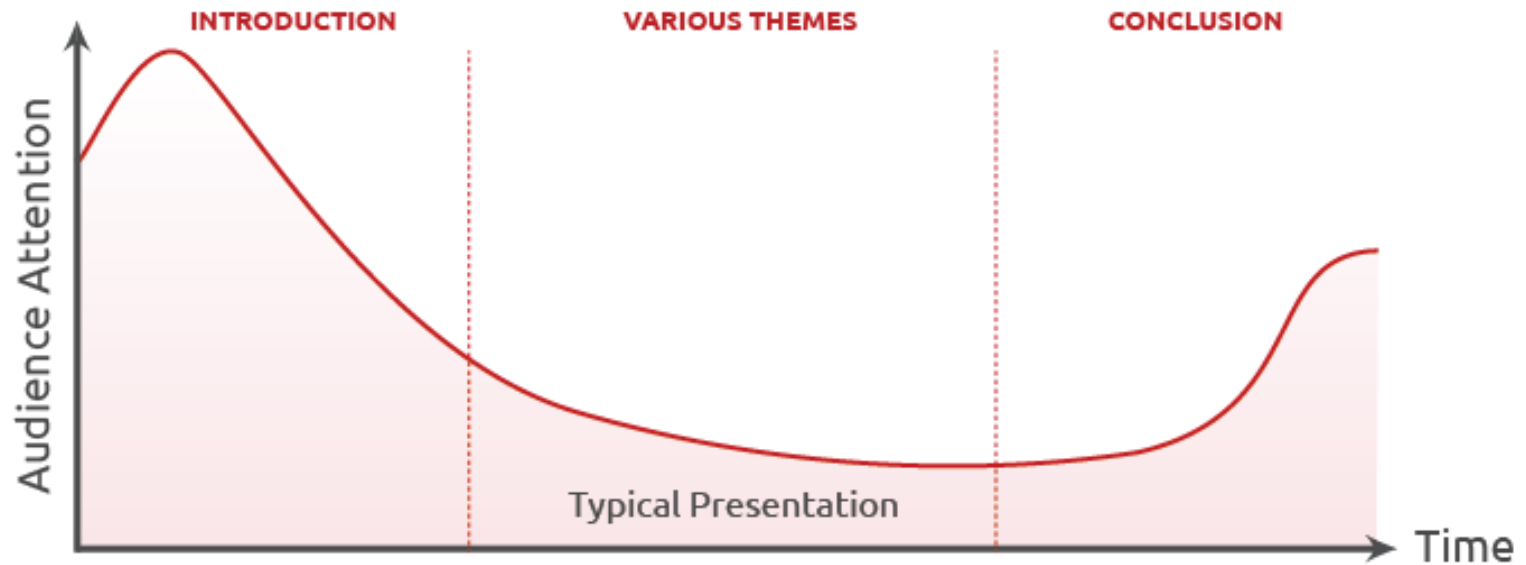 INTRODUCTION
VARIOUS THEMES
CONCLUSION
Audience Attention
Typical Presentation
Time